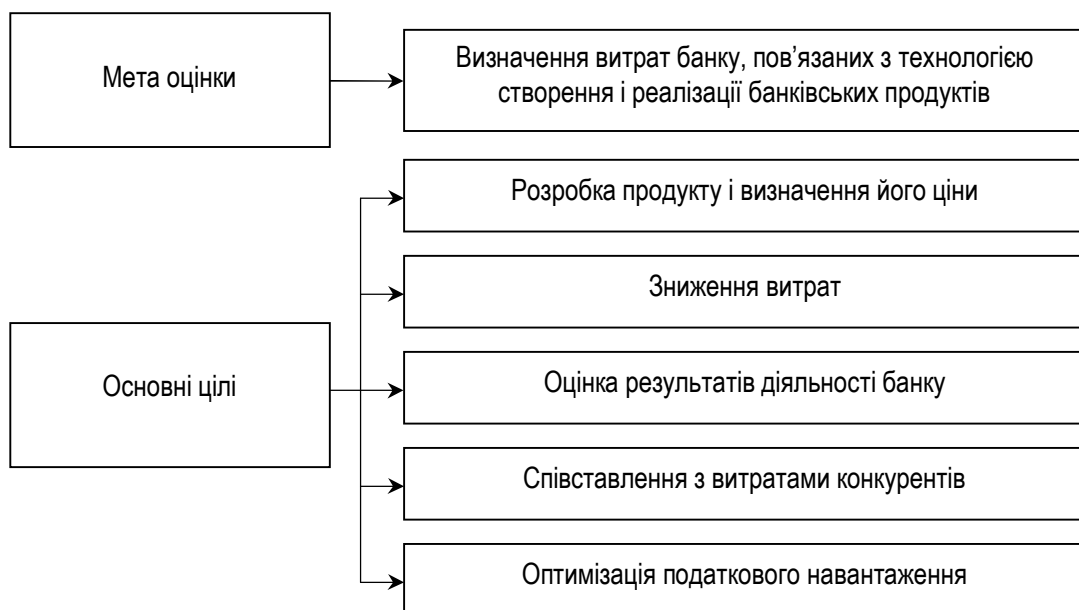 Мета оцінки
Визначення витрат банку, пов’язаних з технологією
створення і реалізації банківських продуктів
Розробка продукту і визначення його ціни
Зниження витрат
Основні цілі
Оцінка результатів діяльності банку
Співставлення з витратами конкурентів
Оптимізація податкового навантаження